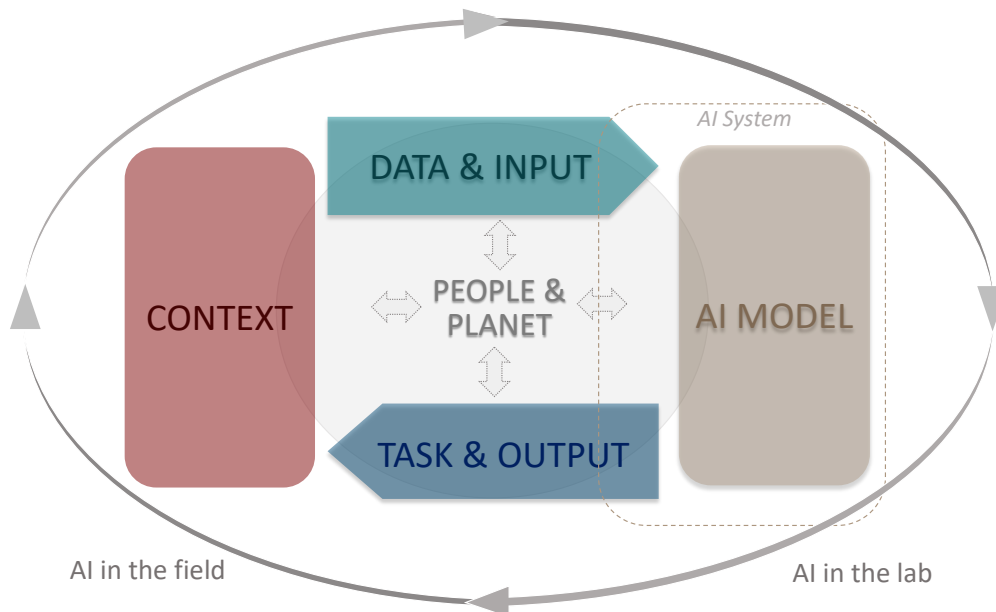 AI System
DATA & INPUT
CONTEXT
PEOPLE &
PLANET
AI MODEL
TASK & OUTPUT
AI in the field
AI in the lab